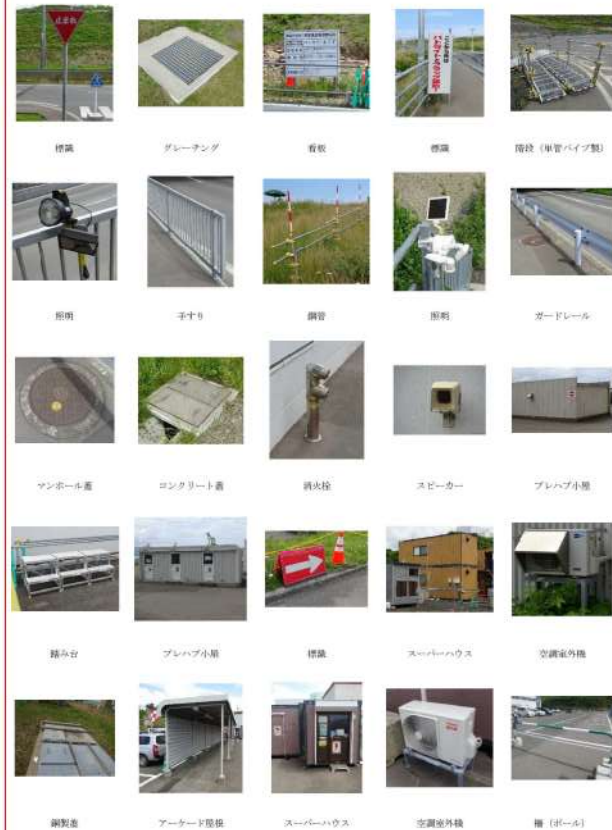 標識
グレーチング
看板
標識
階段（単管パイプ製）
照明
手すり
鋼管
照明
ガードレール
マンホール蓋
コンクリート蓋
消火栓
スピーカー
プレハブ小屋
踏み台
プレハブ小屋
標識
スーパーハウス
空調室外機
鋼製蓋
アーケード屋根
スーパーハウス
空調室外機
柵（ポール）